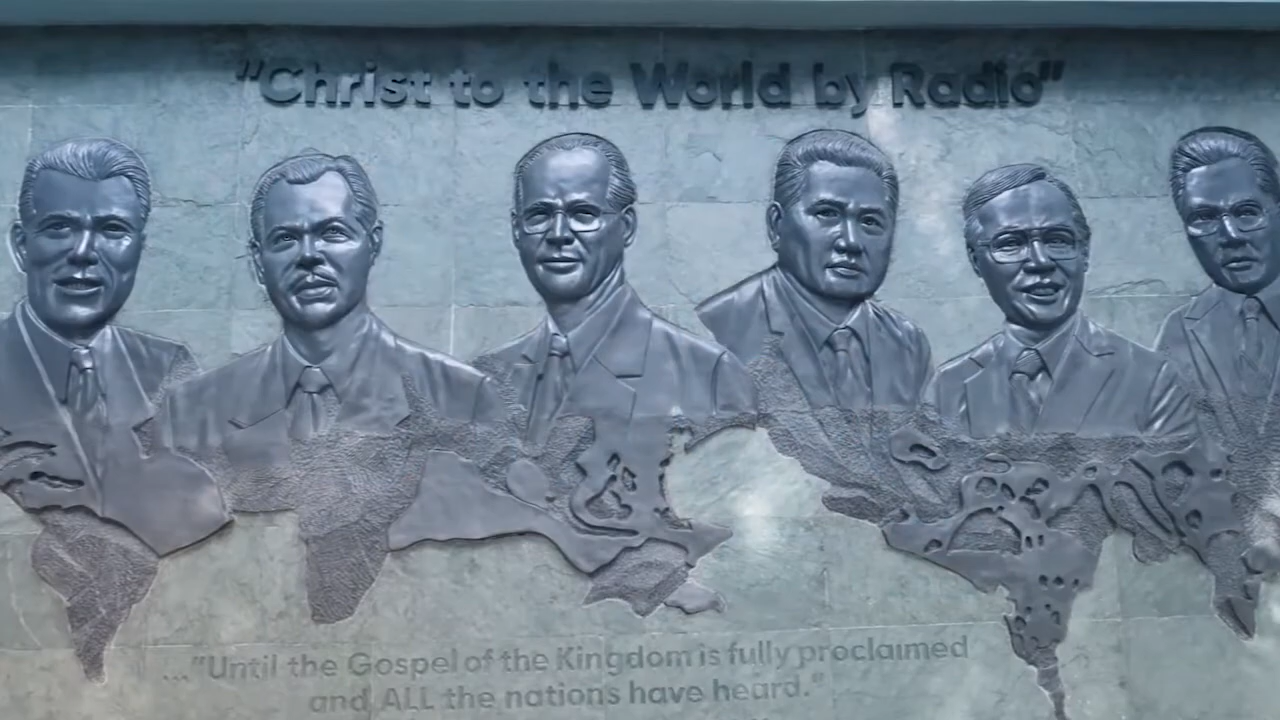 "Christ to the World by Radio"
..."Until the Gospel of the Kingdom is fully proclaimed
and ALL the nations have heard."